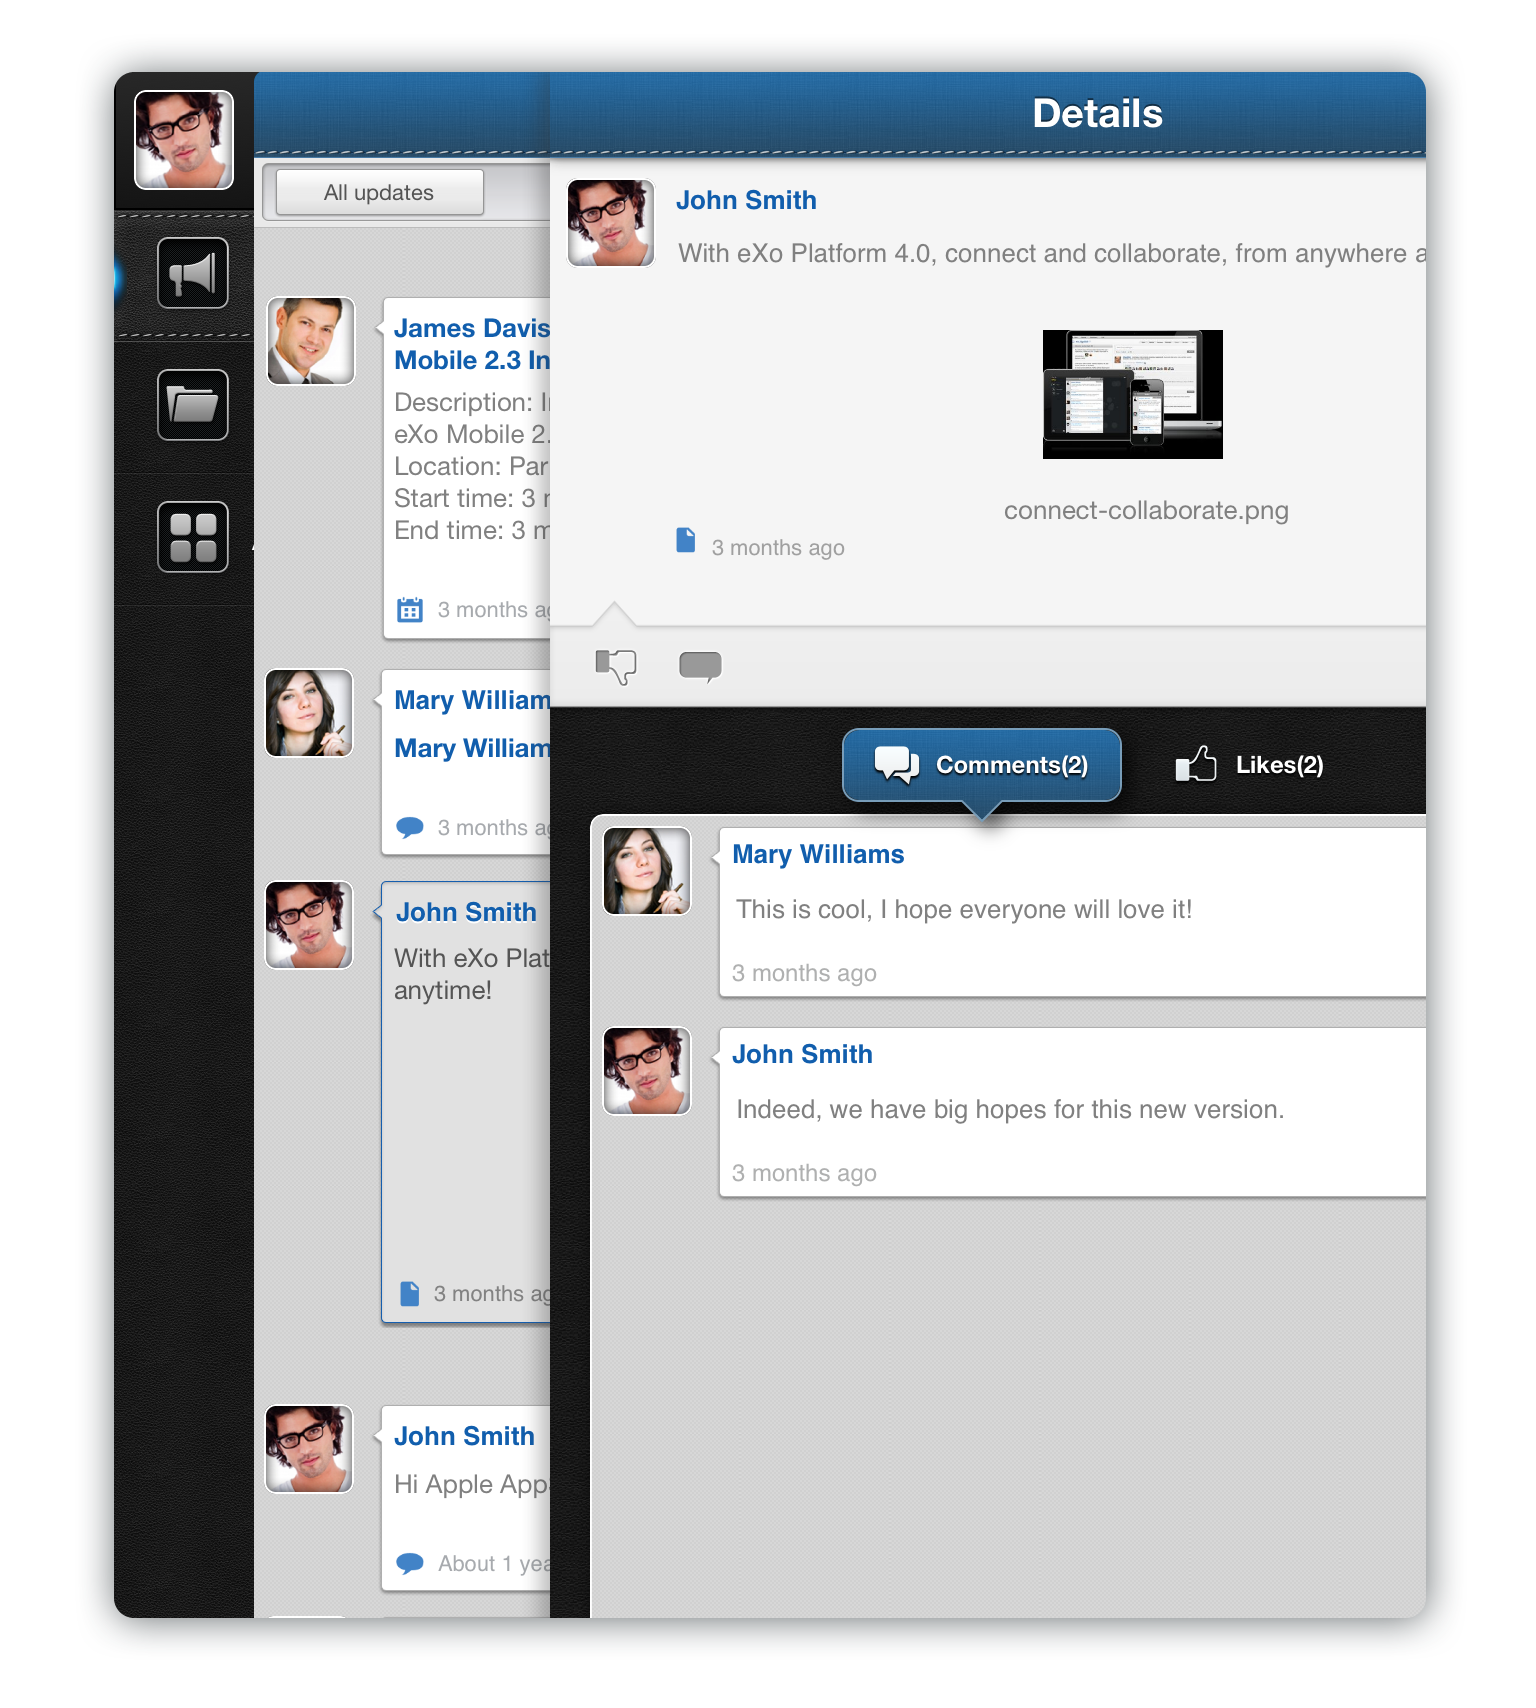 All updates
James Davis
Mobile 2.3 In
Description: I
eXo Mobile 2.
Location: Par
Start time: 3
End time: 3 m
3 months ag
Mary William
Mary William
3 months ag
John Smith
With eXo Plat
anytime!
3 months ag
John Smith
Hi Apple App
About 1 yea
Details
John Smith
With eXo Platform 4.0, connect and collaborate, from anywhere a
connect-collaborate.png
3 months ago
Comments(2)
Likes(2)
Mary Williams
This is cool, I hope everyone will love it!
3 months ago
John Smith
Indeed, we have big hopes for this new version.
3 months ago